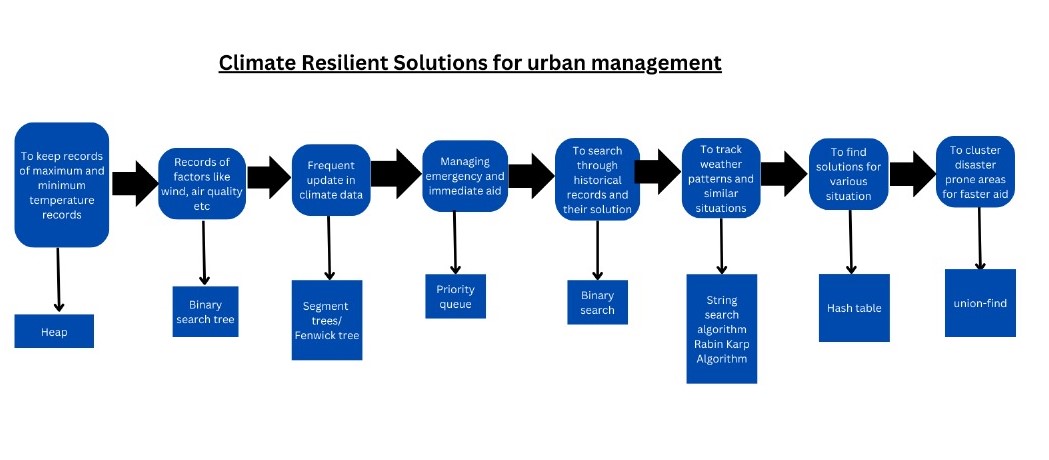 Climate Resilient Solutions for urban management
To keep records
of maximum and
minimum
temperature
records
Records of
factors like
wind, air quality
etc
Frequent
update in
climate data
Managing
emergency and
immediate aid
To search
through
historical
records and
their solution
To track
weather
patterns and
similar
situations
To find
solutions for
various
situation
To cluster
disaster
prone areas
for faster aid
Heap
Binary
search tree
Segment
trees/
Fenwick tree
Priority
queue
Binary
search
String
search
algorithm
Rabin Karp
Algorithm
Hash table
union-find